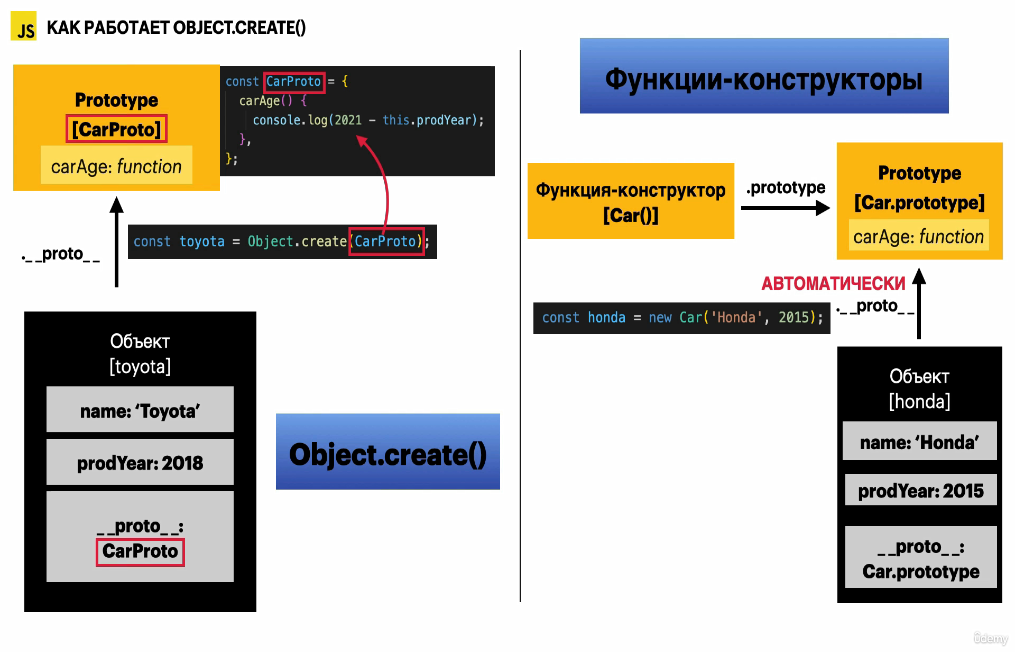 JS КАК РАБОТАЕТ OBJECT.CREATE()
Prototype
[CarProto]
carAge: function
const CarProto = {
carAge() {
console.log(2021 - this.prodYear);
},
};
const toyota = Object.create(CarProto);
.__proto__
Объект
[toyota]
name: ‘Toyota’
prodYear: 2018
__proto__:
CarProto
Object.create()
Функции-конструкторы
Функция-конструктор
[Car()]
.prototype
Prototype
[Car.prototype]
carAge: function
АВТОМАТИЧЕСКИ
.__proto__
const honda = new Car('Honda', 2015);
Объект
[honda]
name: ‘Honda’
prodYear: 2015
__proto__:
Car.prototype
ûdemy